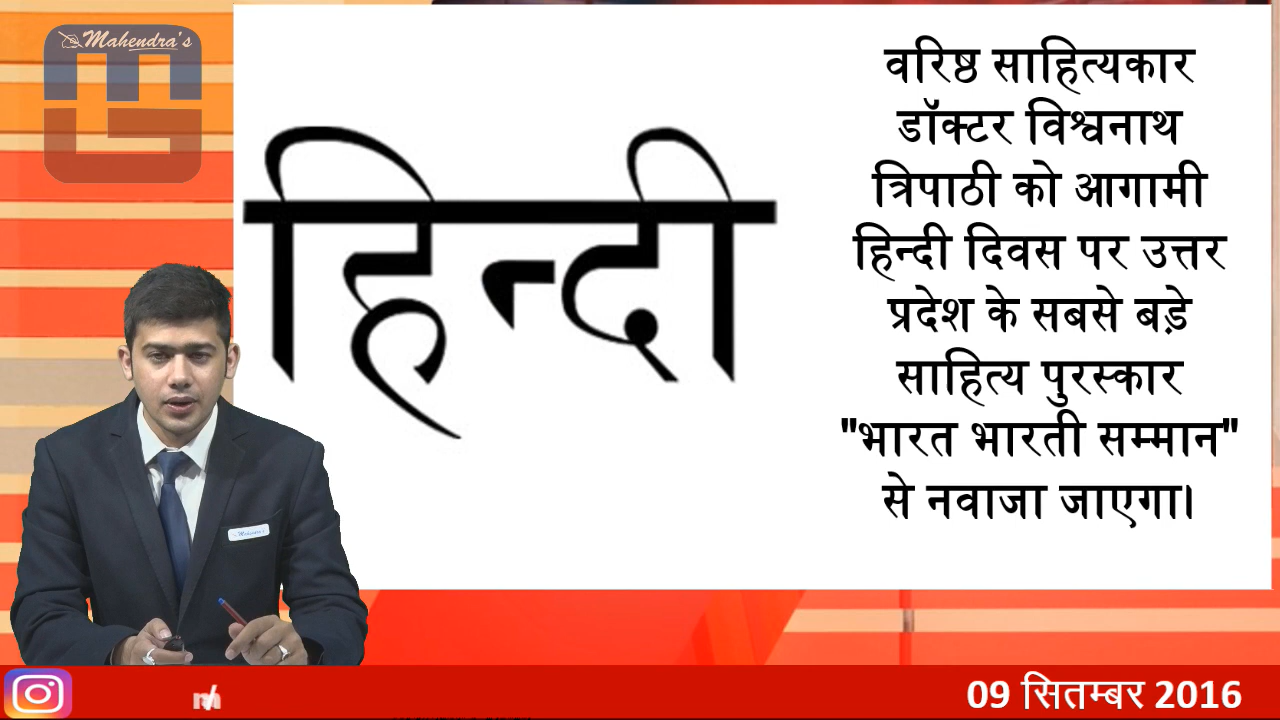 Mahendra's
हिन्दी
वरिष्ठ साहित्यकार
डॉक्टर विश्वनाथ
त्रिपाठी को आगामी
हिन्दी दिवस पर उत्तर
प्रदेश के सबसे बड़े
साहित्य पुरस्कार
"भारत भारती सम्मान"
से नवाजा जाएगा।
Mahendra's
09 सितम्बर 2016